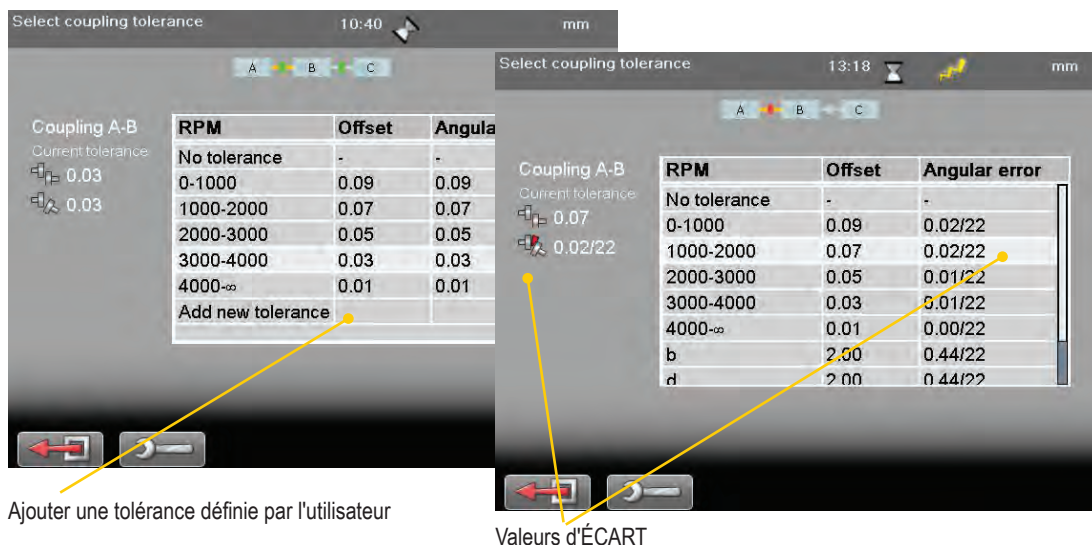 Select coupling tolerance 10:40 mm
A B C
Coupling A-B
Current tolerance
0.03
0.03
RPM Offset Angula
No tolerance - -
0-1000 0.09 0.09
1000-2000 0.07 0.07
2000-3000 0.05 0.05
3000-4000 0.03 0.03
4000-∞ 0.01 0.01
Add new tolerance
Ajouter une tolérance définie par l'utilisateur
Select coupling tolerance 13:18 mm
A B C
Coupling A-B
Current tolerance
0.07
0.02/22
RPM Offset Angular error
No tolerance - -
0-1000 0.09 0.02/22
1000-2000 0.07 0.02/22
2000-3000 0.05 0.01/22
3000-4000 0.03 0.01/22
4000-∞ 0.01 0.00/22
b 2.00 0.44/22
d 2.00 0.44/22
Valeurs d'ÉCART